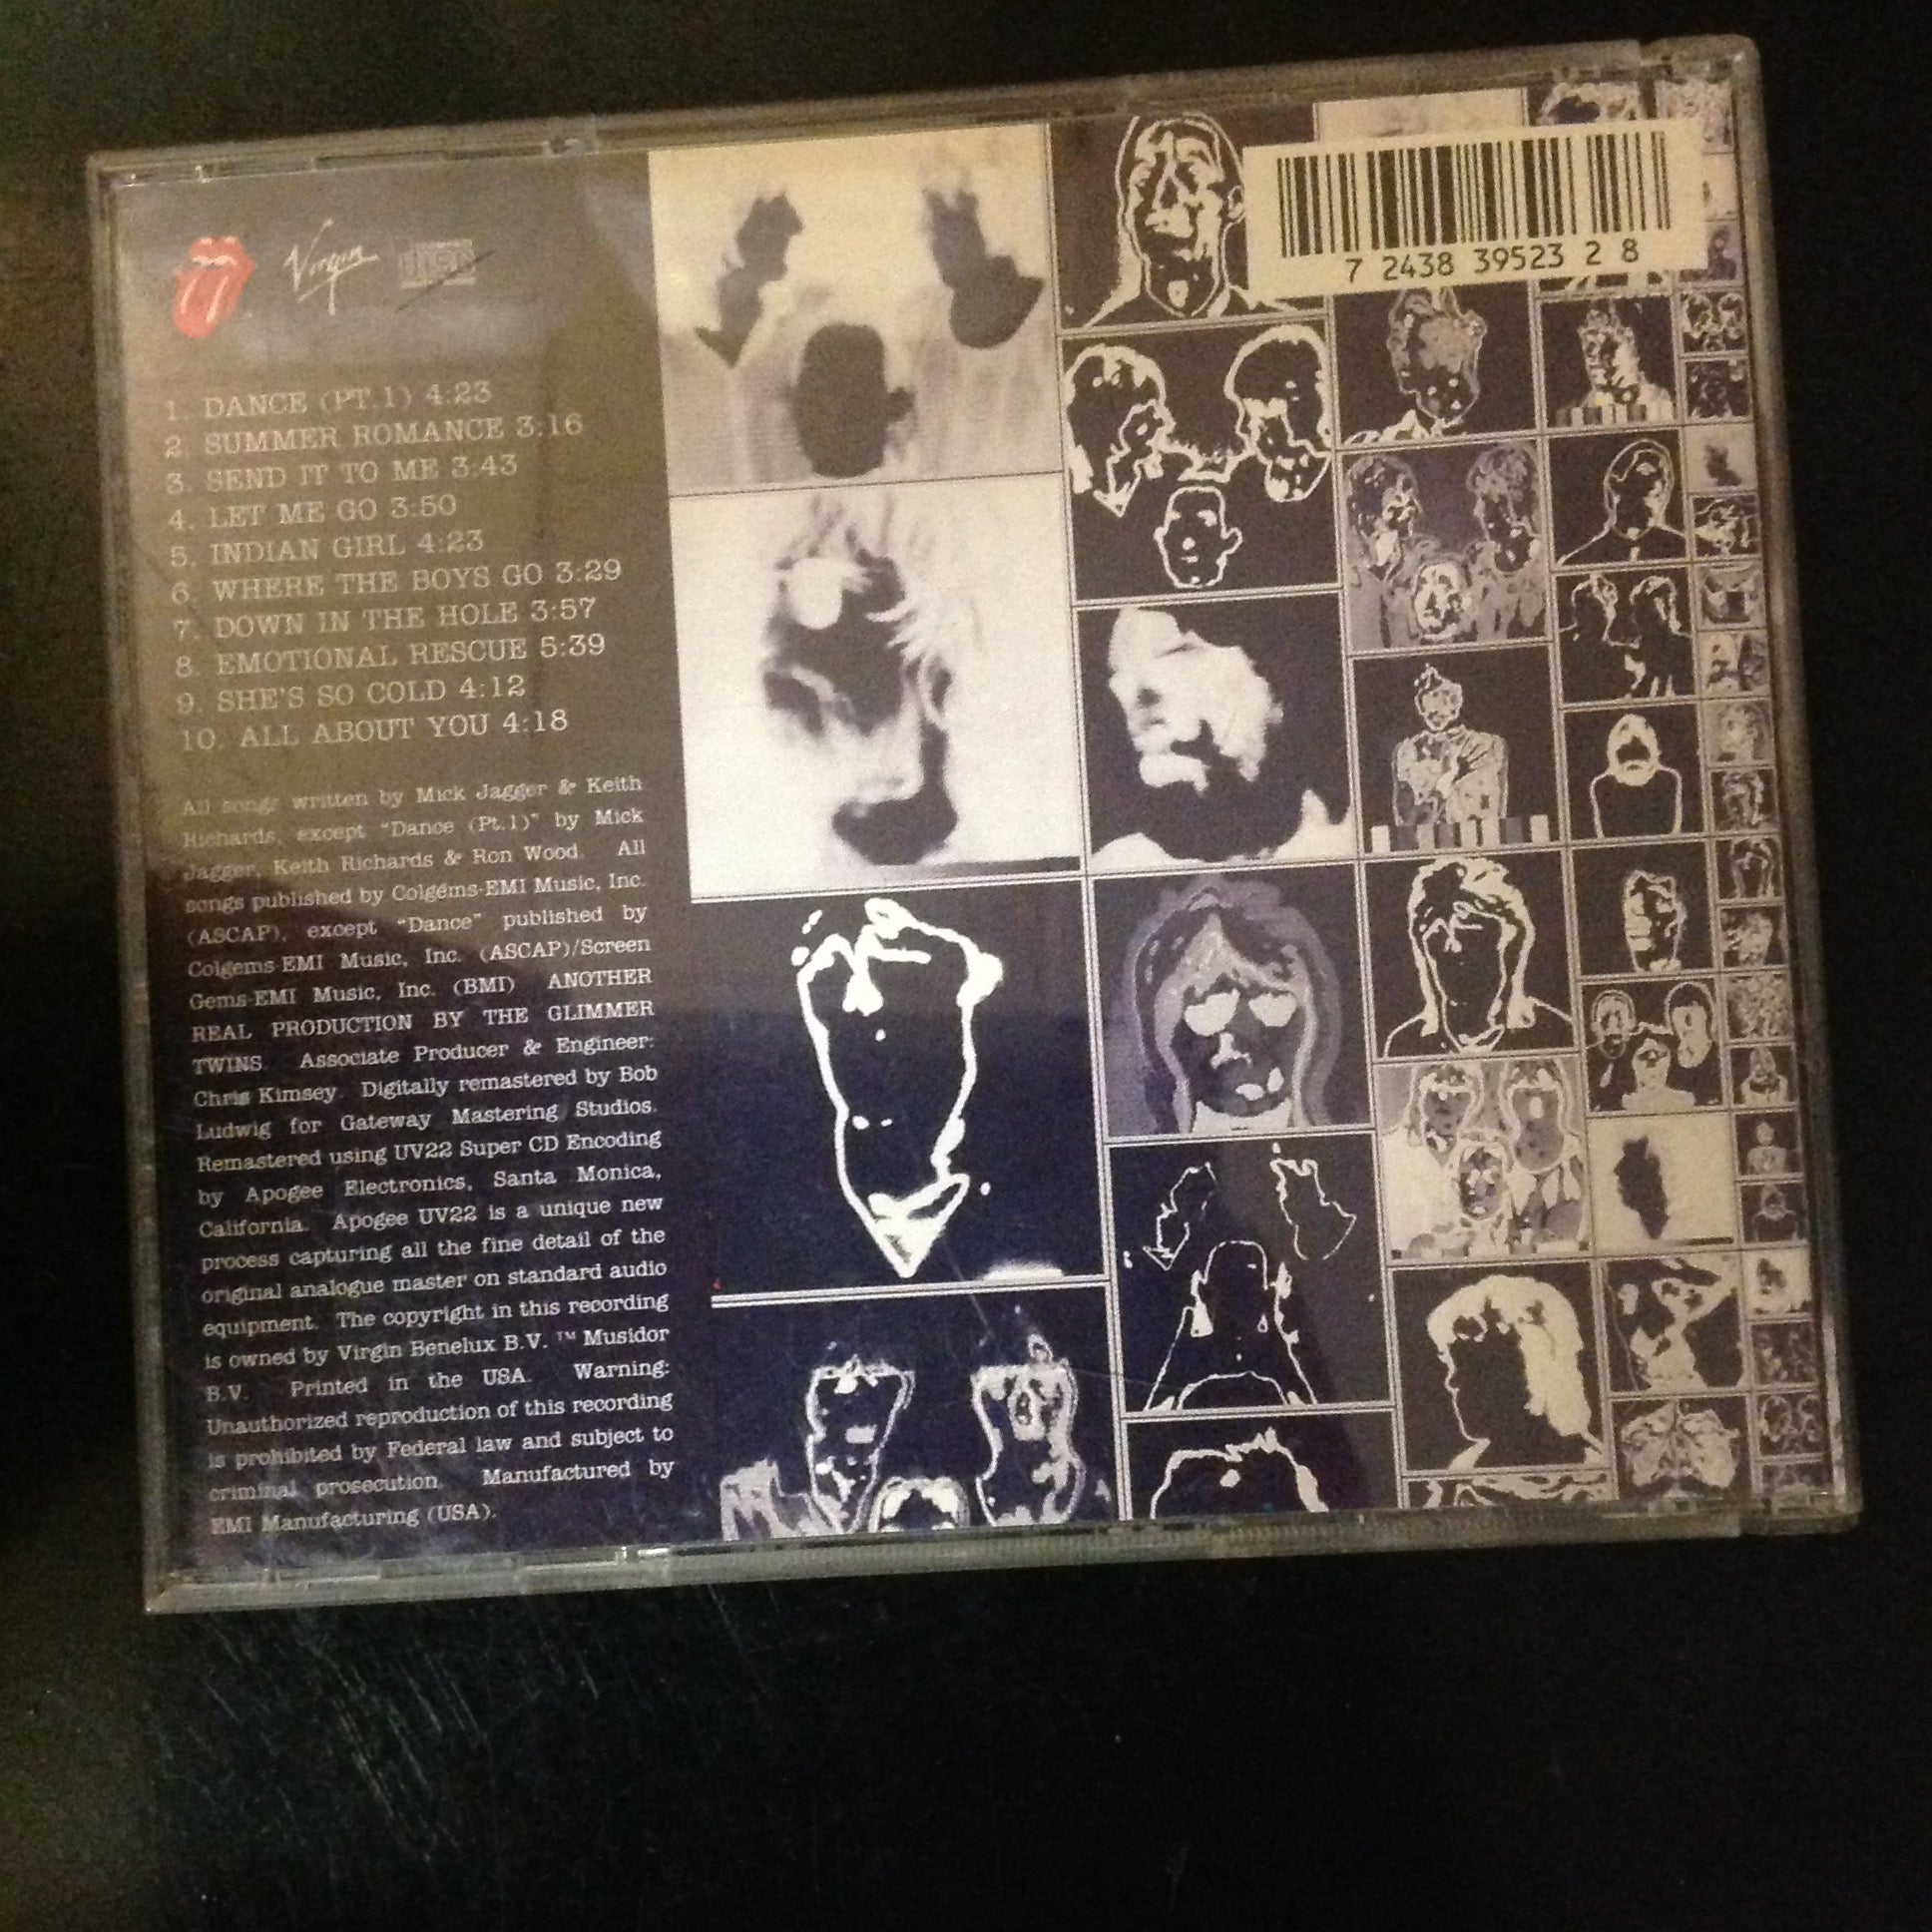 Virgin
DISC
7 2438 39523 2 8
1. DANCE (PT.1) 4:23
2. SUMMER ROMANCE 3:16
3. SEND IT TO ME 3:43
4. LET ME GO 3:50
5. INDIAN GIRL 4:23
6. WHERE THE BOYS GO 3:29
7. DOWN IN THE HOLE 3:57
8. EMOTIONAL RESCUE 5:39
9. SHE'S SO COLD 4:12
10. ALL ABOUT YOU 4:18
All songs written by Mick Jagger & Keith
Richards, except "Dance (Pt.1)" by Mick
Jagger, Keith Richards & Ron Wood. All
songs published by Colgems-EMI Music, Inc.
(ASCAP), except "Dance" published by
Colgems-EMI Music, Inc. (ASCAP)/Screen
Gems-EMI Music, Inc. (BMI) ANOTHER
REAL PRODUCTION BY THE GLIMMER
TWINS. Associate Producer & Engineer:
Chris Kimsey. Digitally remastered by Bob
Ludwig for Gateway Mastering Studios.
Remastered using UV22 Super CD Encoding
by Apogee Electronics, Santa Monica,
California. Apogee UV22 is a unique new
process capturing all the fine detail of the
original analogue master on standard audio
equipment. The copyright in this recording
is owned by Virgin Benelux B.V. ™ Musidor
B.V. Printed in the USA. Warning:
Unauthorized reproduction of this recording
is prohibited by Federal law and subject to
criminal prosecution. Manufactured by
EMI Manufacturing (USA).